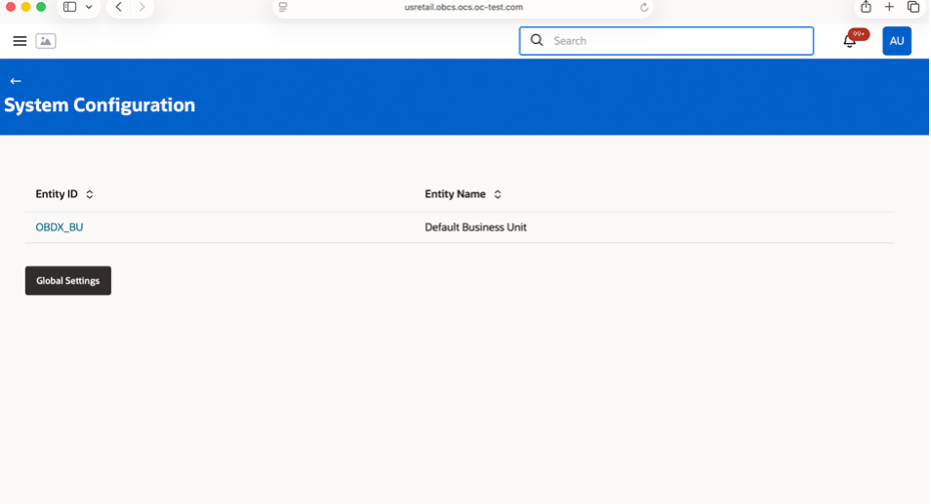 usretail.obcs.ocs.oc-test.com
Search
99+
AU
System Configuration
Entity ID Entity Name
OBDX_BU Default Business Unit
Global Settings